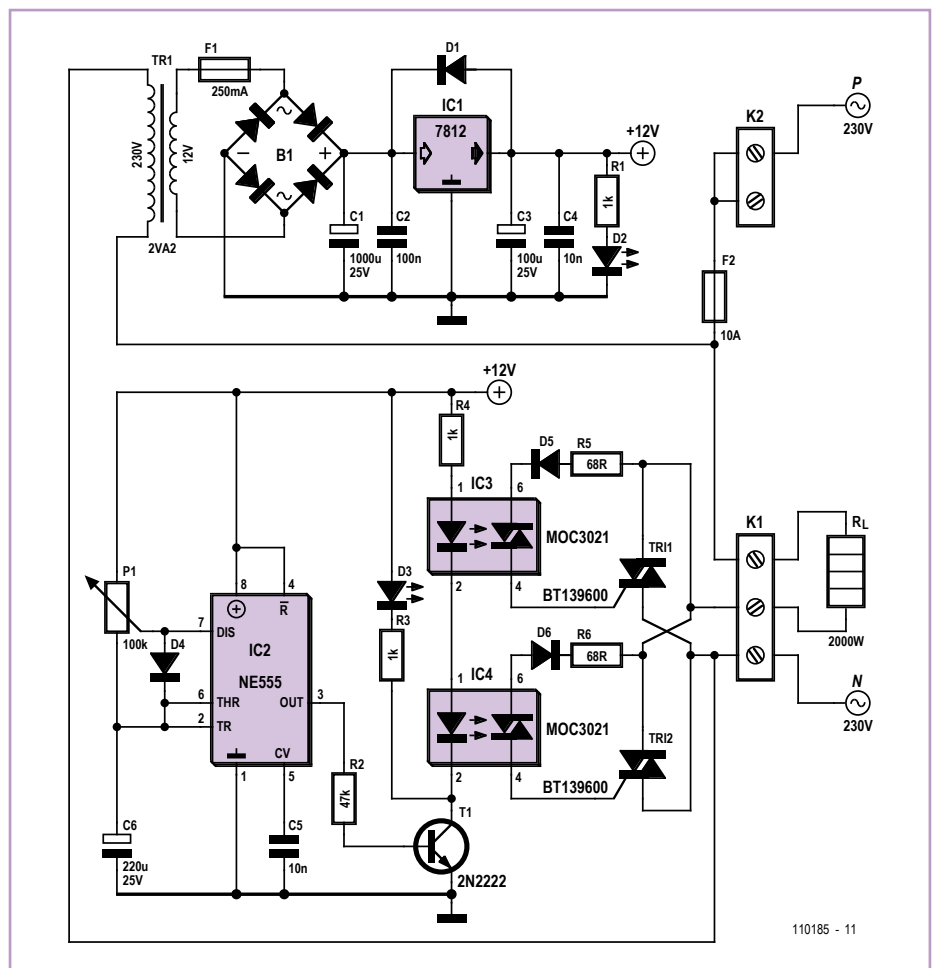 TR1
F1
250mA
230V
12V
2VA2
B1
–
+
C1
1000u
25V
C2
100n
D1
IC1
7812
C3
100u
25V
C4
10n
+12V
R1
1k
D2
K2
P
230V
F2
10A
+12V
R4
1k
IC3
1
6
2
4
MOC3021
D5
R5
68R
TRI1
BT139600
K1
RL
2000W
N
230V
P1
100k
D4
8
4
R
7
DIS
IC2
NE555
6
THR
OUT
3
2
TR
CV
1
5
D3
R3
1k
IC4
1
6
2
4
MOC3021
D6
R6
68R
TRI2
BT139600
R2
47k
T1
2N2222
C6
220u
25V
C5
10n
110185 - 11